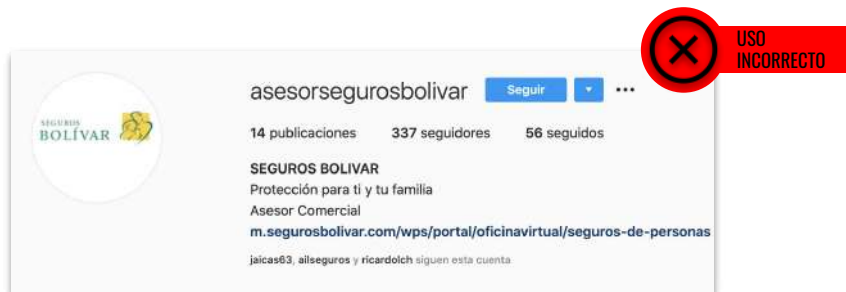 USO
INCORRECTO
asesorsegurosbolivar Seguir
14 publicaciones 337 seguidores 56 seguidos
SEGUROS
BOLÍVAR
SEGUROS BOLIVAR
Protección para ti y tu familia
Asesor Comercial
m.segurosbolivar.com/wps/portal/oficinavirtual/seguros-de-personas
jaicas63, ailseguros y ricardolch siguen esta cuenta